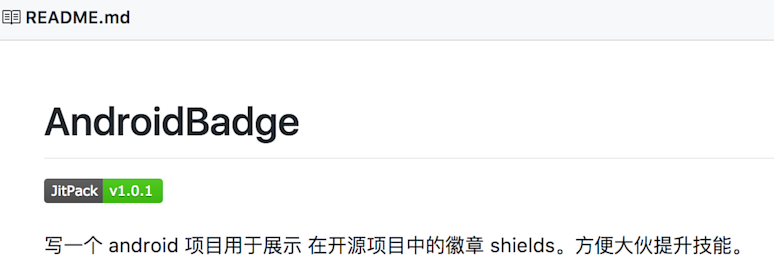 README.md
AndroidBadge
JitPack v1.0.1
写一个 android 项目用于展示 在开源项目中的徽章 shields。方便大伙提升技能。